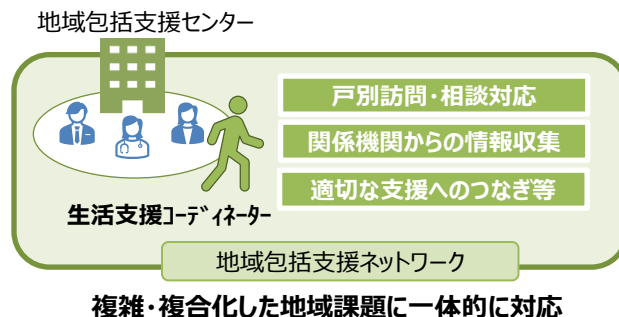 地域包括支援センター
戸別訪問・相談対応
関係機関からの情報収集
適切な支援へのつなぎ等
生活支援ｺｰﾃﾞｨﾈｰﾀｰ
地域包括支援ネットワーク
複雑・複合化した地域課題に一体的に対応